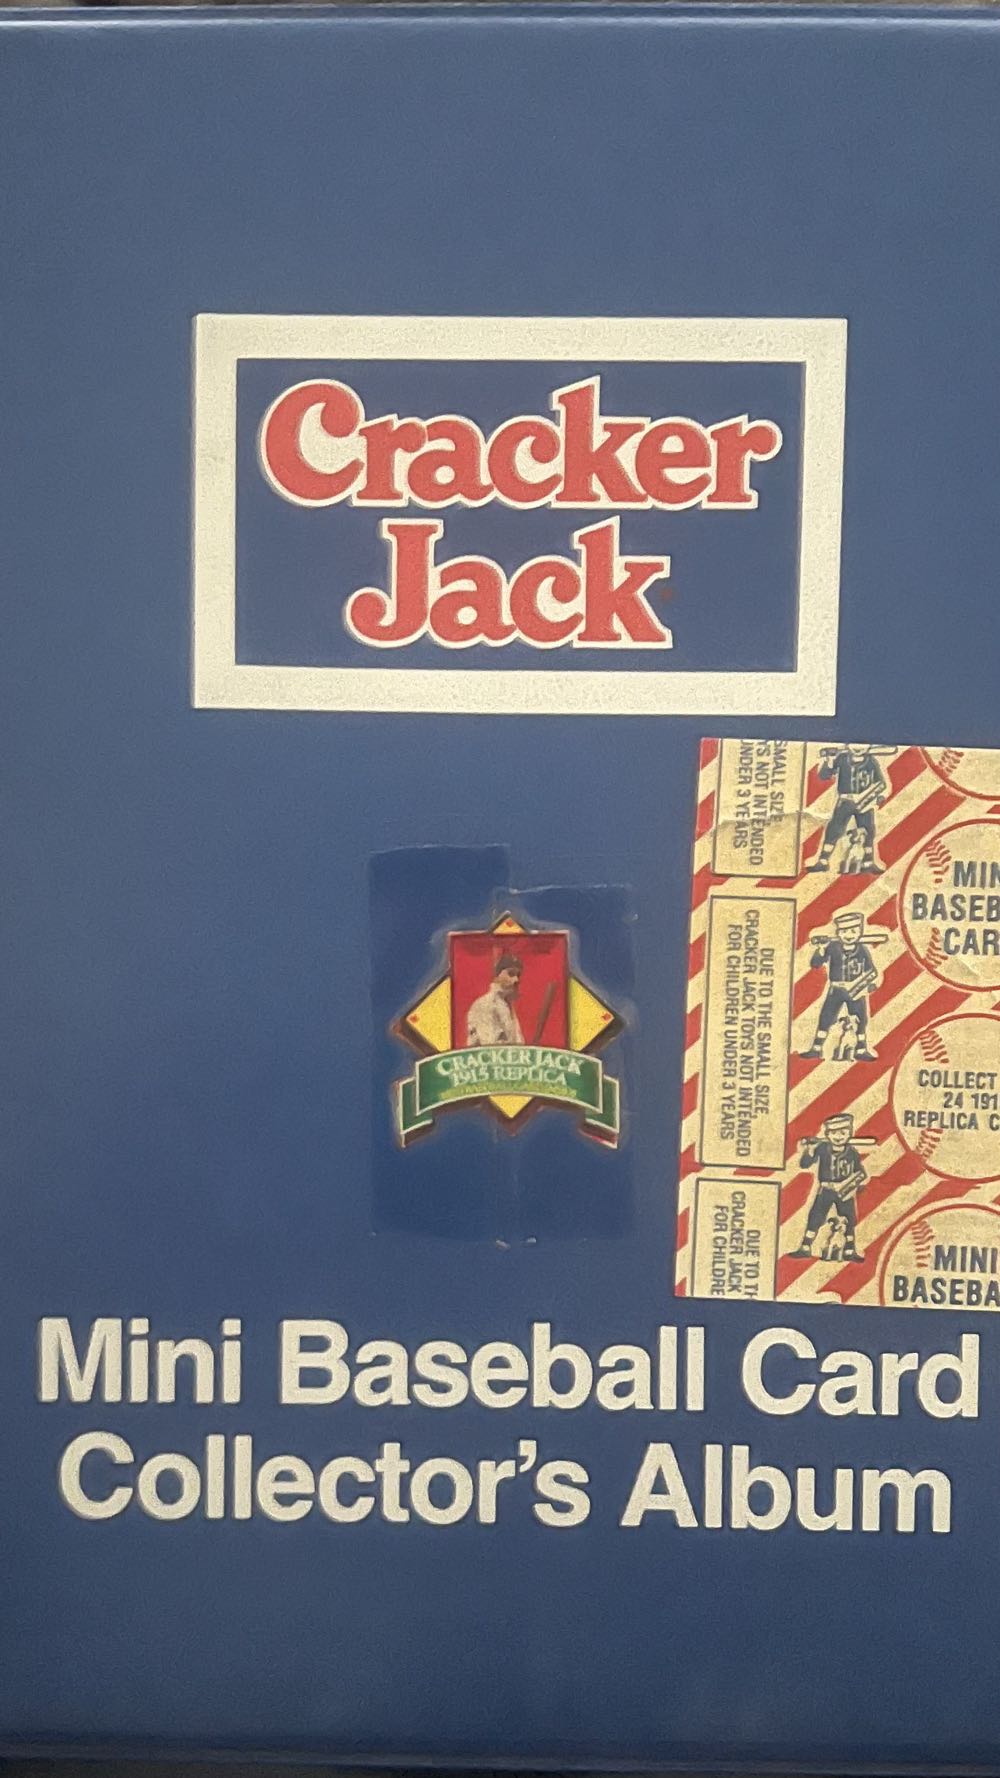 Cracker
Jack
SMALL SIZE,
YS NOT INTENDED
UNDER 3 YEARS
MIN
BASEB
CAR
DUE TO THE SMALL SIZE,
CRACKER JACK TOYS NOT INTENDED
FOR CHILDREN UNDER 3 YEARS
CRACKER JACK
1915 REPLICA
COLLECT
24 191
REPLICA C
DUE TO TH
CRACKER JACK
FOR CHILDRE
MINI
BASEBA
Mini Baseball Card
Collector's Album